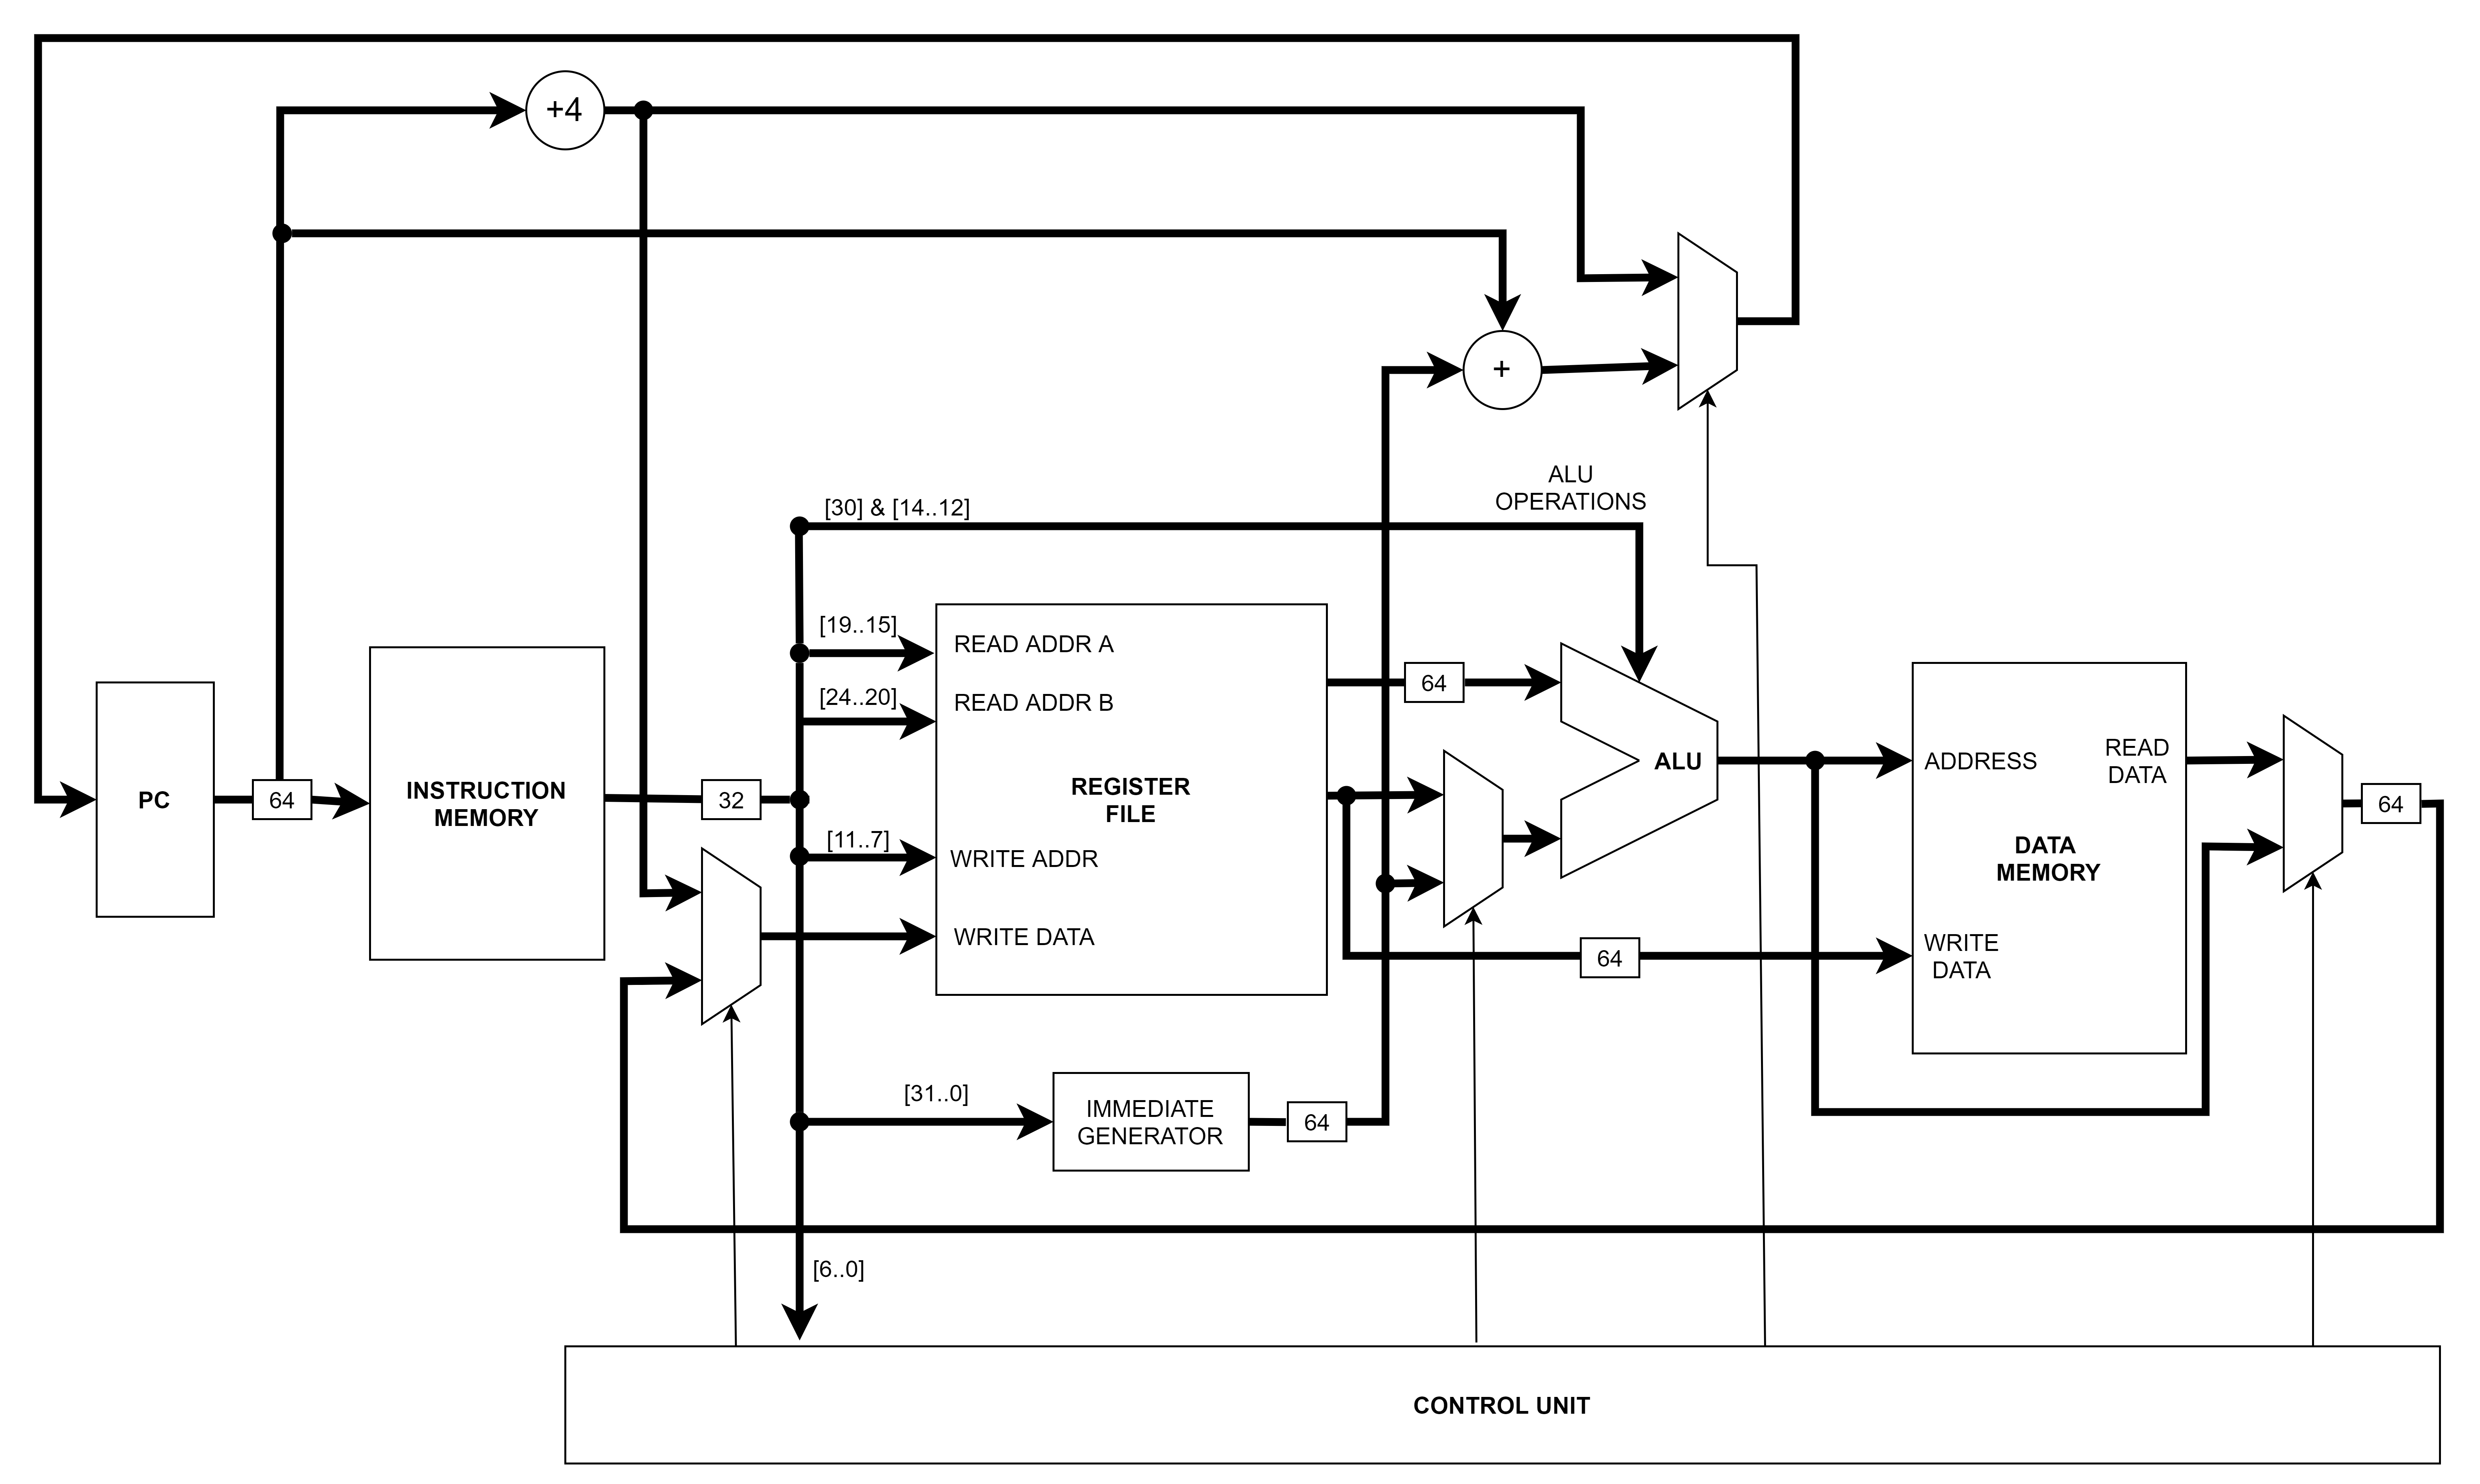 +4
+
ALU
OPERATIONS
[30] & [14..12]
[19..15]
READ ADDR A
64
[24..20]
READ ADDR B
ALU
ADDRESS
READ
DATA
PC
64
INSTRUCTION
MEMORY
32
REGISTER
FILE
64
[11..7]
WRITE ADDR
DATA
MEMORY
WRITE DATA
64
WRITE
DATA
[31..0]
IMMEDIATE
GENERATOR
64
[6..0]
CONTROL UNIT